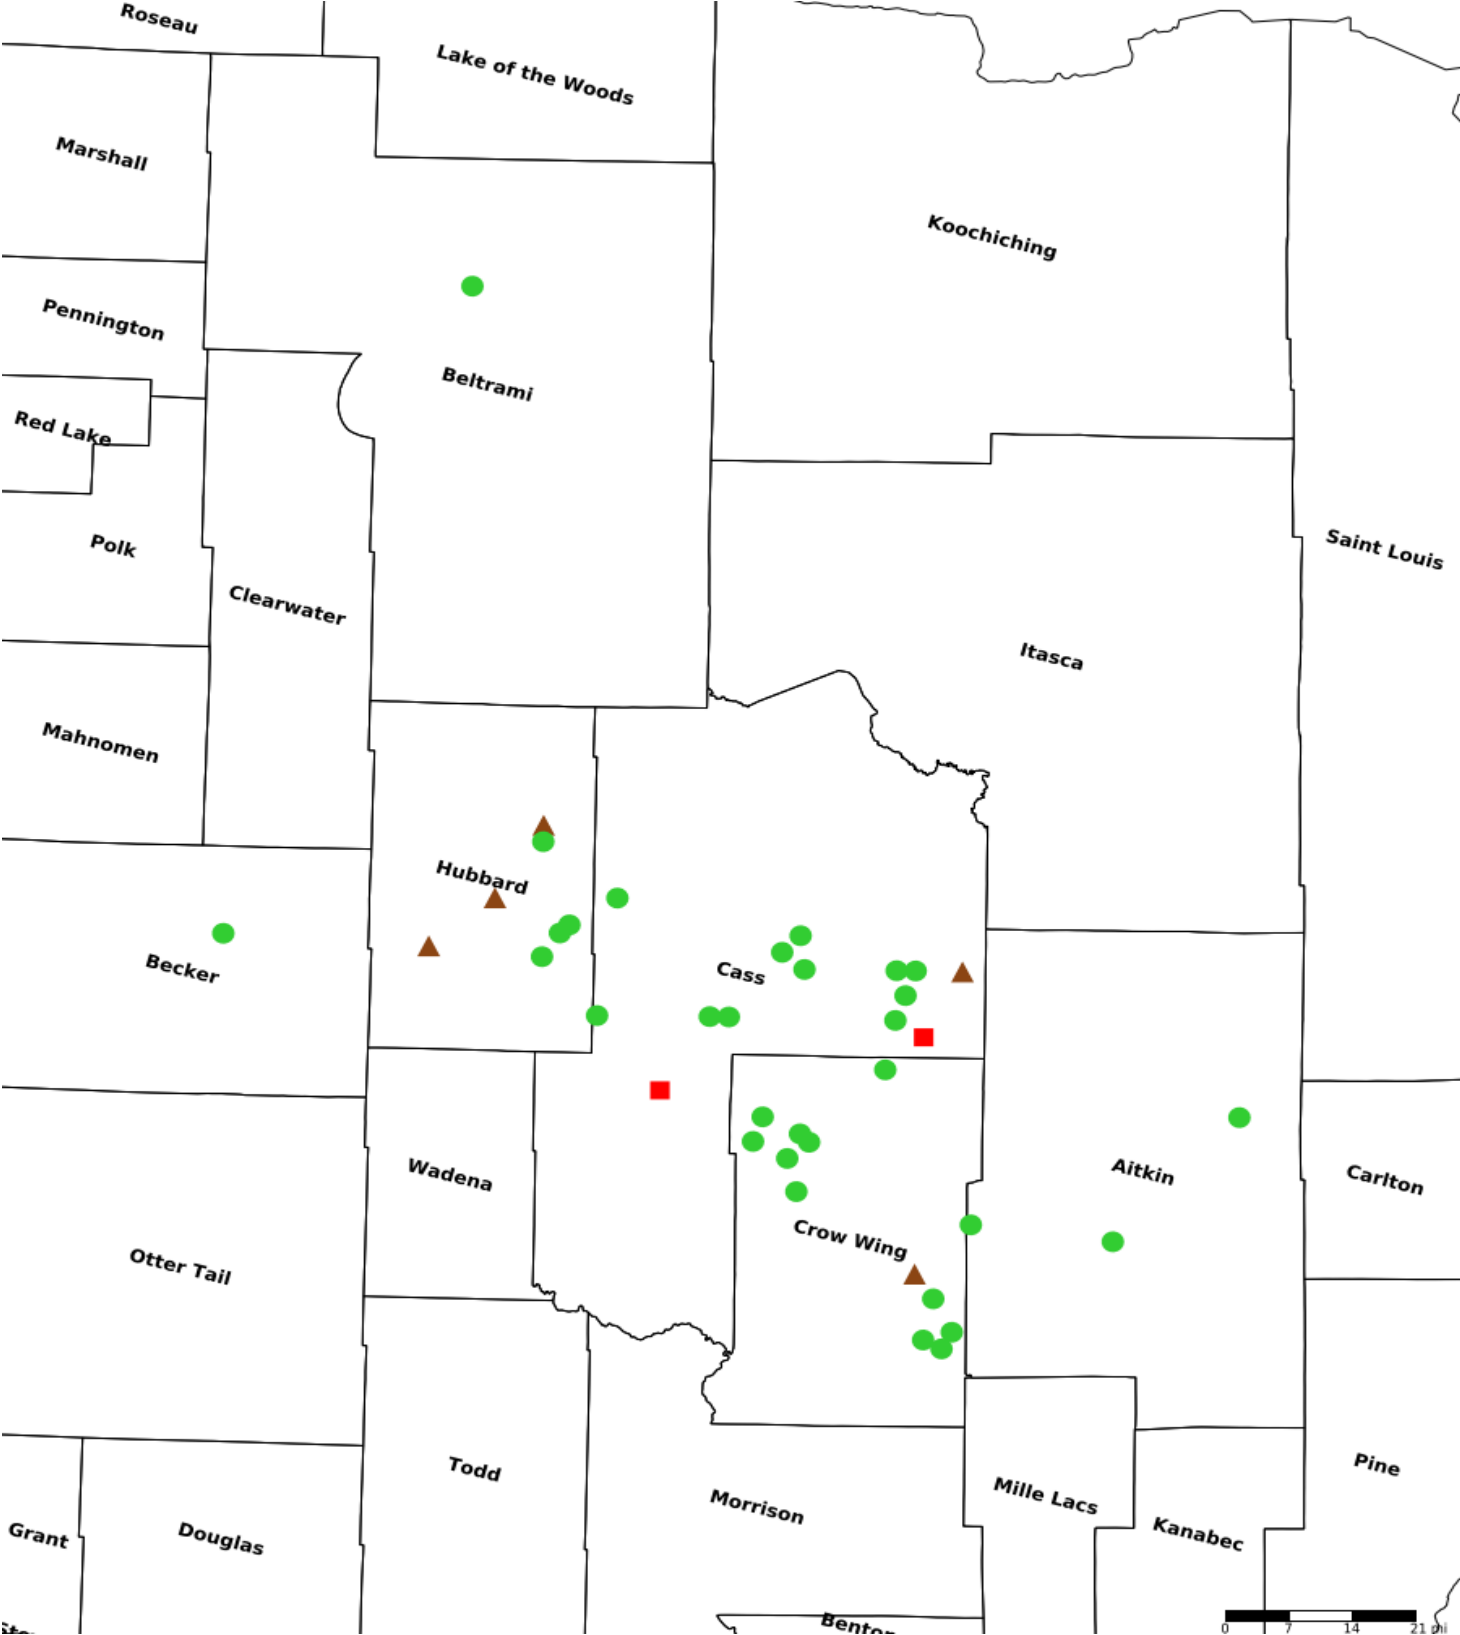 Roseau
Lake of the Woods
Marshall
Koochiching
Pennington
Beltrami
Red Lake
Saint Louis
Polk
Clearwater
Itasca
Mahnomen
Hubbard
Becker
Cass
Wadena
Aitkin
Carlton
Crow Wing
Otter Tail
Todd
Pine
Mille Lacs
Morrison
Grant
Douglas
Kanabec
Benton
0 7 14 21 mi